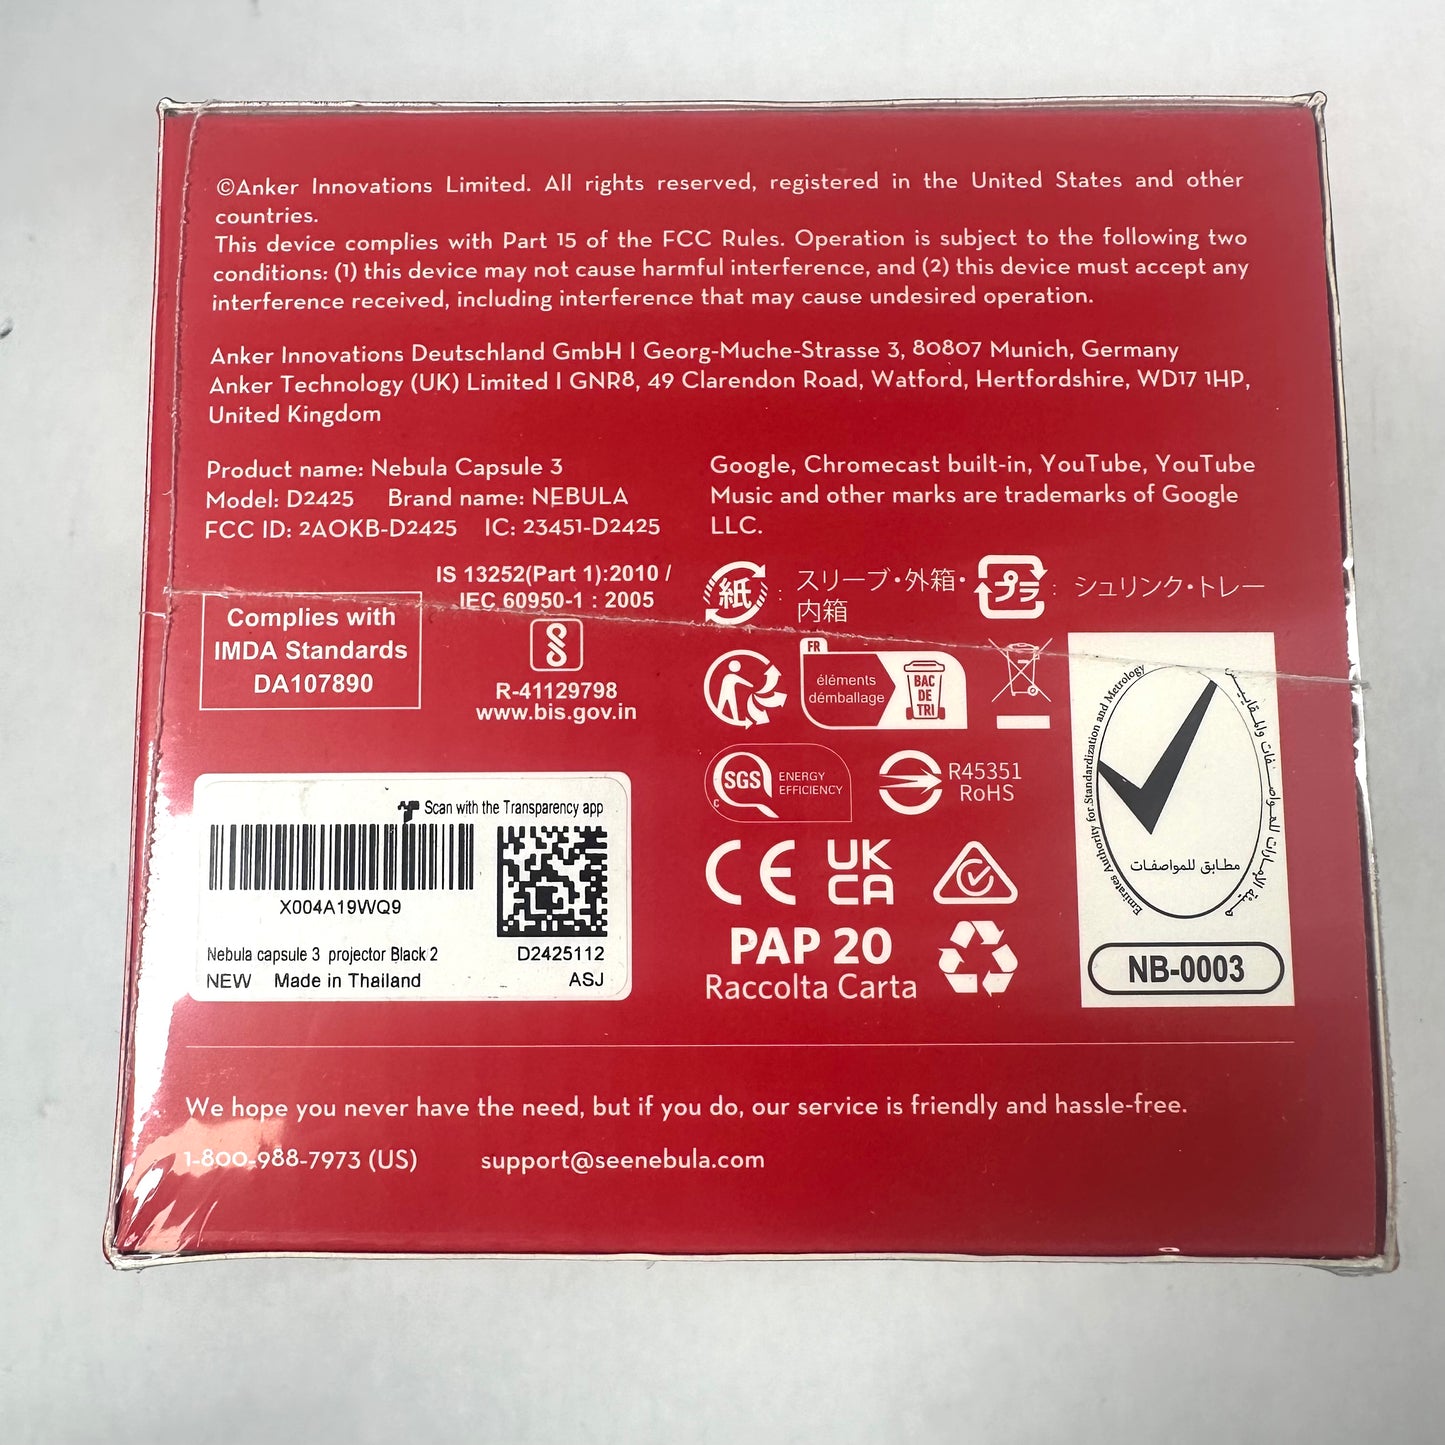 ©Anker Innovations Limited. All rights reserved, registered in the United States and other
countries.
This device complies with Part 15 of the FCC Rules. Operation is subject to the following two
conditions: (1) this device may not cause harmful interference, and (2) this device must accept any
interference received, including interference that may cause undesired operation.
Anker Innovations Deutschland GmbH I Georg-Muche-Strasse 3, 80807 Munich, Germany
Anker Technology (UK) Limited I GNR8, 49 Clarendon Road, Watford, Hertfordshire, WD17 1HP,
United Kingdom
Product name: Nebula Capsule 3
Model: D2425 Brand name: NEBULA
FCC ID: 2AOKB-D2425 IC: 23451-D2425
Google, Chromecast built-in, YouTube, YouTube
Music and other marks are trademarks of Google
LLC.
IS 13252(Part 1):2010 /
IEC 60950-1 : 2005
Complies with
IMDA Standards
DA107890
R-41129798
www.bis.gov.in
紙 : スリーブ・外箱・
内箱
プラ : シュリンク・トレー
FR
éléments
démballage
BAC
DE
TRI
SGS ENERGY
EFFICIENCY
R45351
RoHS
CE
UK
CA
PAP 20
Raccolta Carta
Emirates Authority for Standardization and Metrology
هيئة الإمارات للمواصفات والمقاييس
مطابق للمواصفات
NB-0003
Scan with the Transparency app
X004A19WQ9
Nebula capsule 3 projector Black 2
D2425112
NEW Made in Thailand
ASJ
We hope you never have the need, but if you do, our service is friendly and hassle-free.
1-800-988-7973 (US) support@seenebula.com